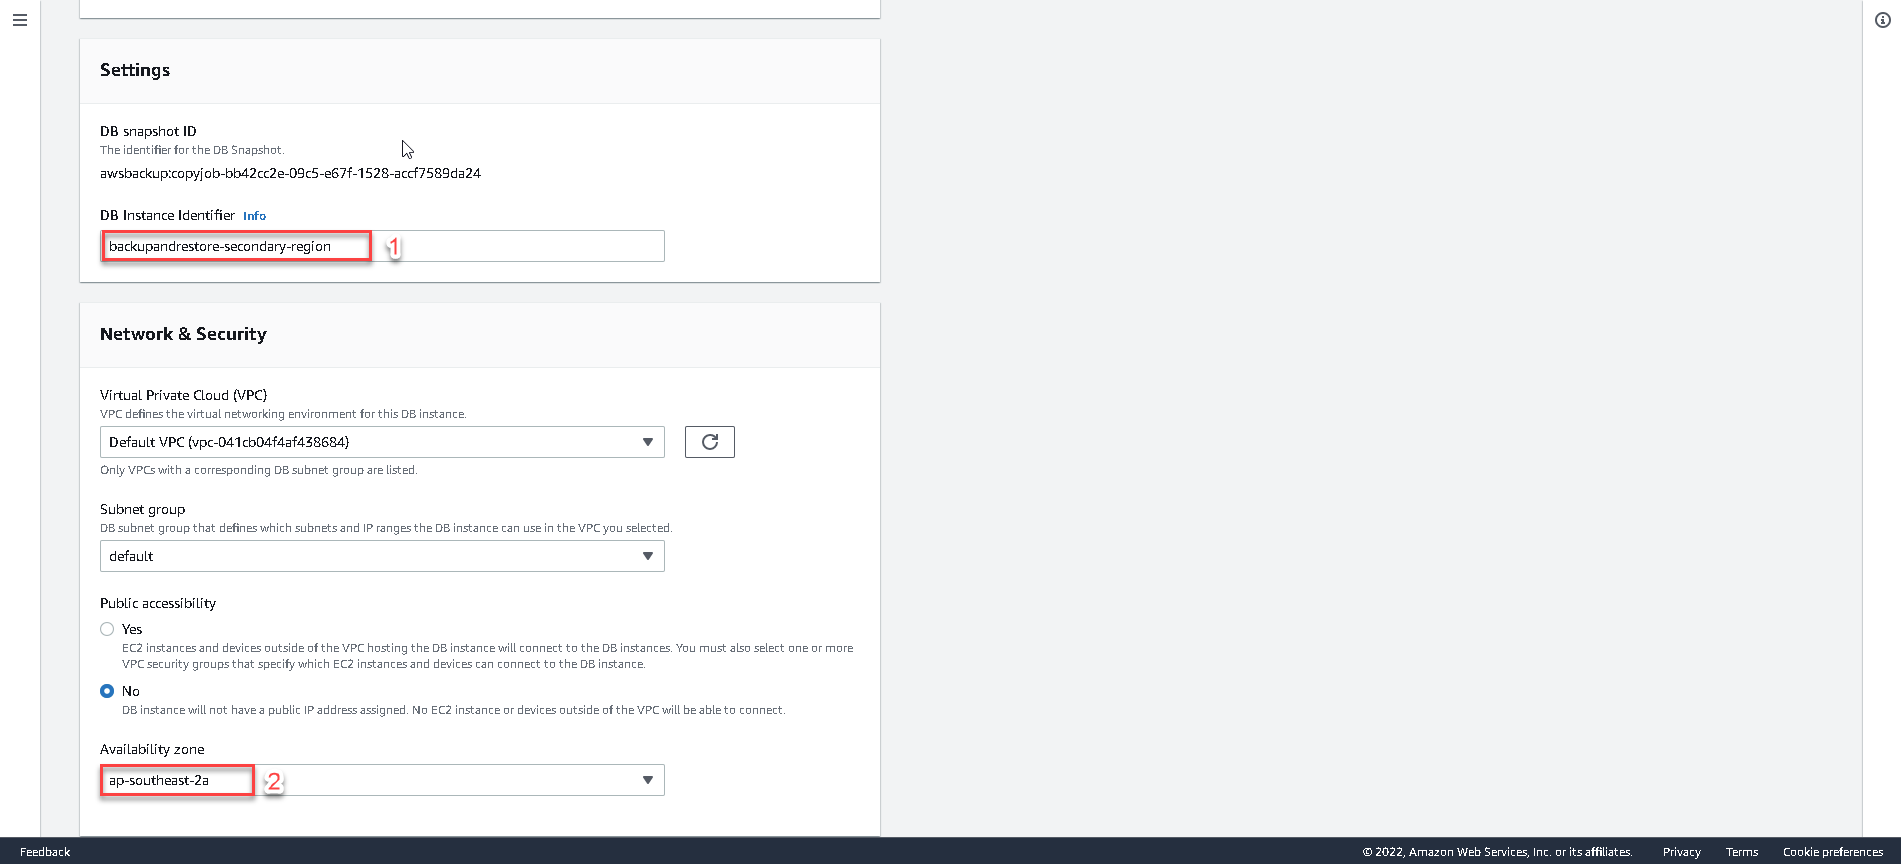 Settings
DB snapshot ID
The identifier for the DB Snapshot.
awsbackup:copyjob-bb42cc2e-09c5-e67f-1528-accf7589da24
DB Instance Identifier Info
backupandrestore-secondary-region 1
Network & Security
Virtual Private Cloud (VPC)
VPC defines the virtual networking environment for this DB instance.
Default VPC (vpc-041cb04f4af438684)
Only VPCs with a corresponding DB subnet group are listed.
Subnet group
DB subnet group that defines which subnets and IP ranges the DB instance can use in the VPC you selected.
default
Public accessibility
Yes
EC2 instances and devices outside of the VPC hosting the DB instance will connect to the DB instances. You must also select one or more
VPC security groups that specify which EC2 instances and devices can connect to the DB instance.
No
DB instance will not have a public IP address assigned. No EC2 instance or devices outside of the VPC will be able to connect.
Availability zone
ap-southeast-2a 2
Feedback © 2022, Amazon Web Services, Inc. or its affiliates. Privacy Terms Cookie preferences